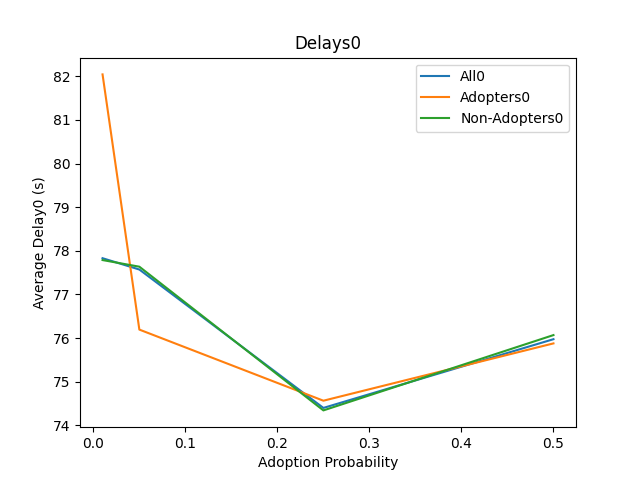 Delays0
All0
Adopters0
Non-Adopters0
Average Delay0 (s)
82
81
80
79
78
77
76
75
74
0.0 0.1 0.2 0.3 0.4 0.5
Adoption Probability